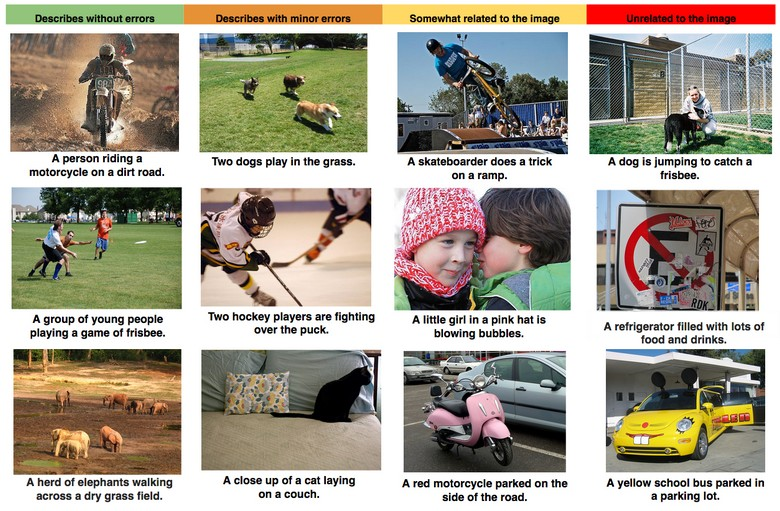 Describes without errors
Describes with minor errors
Somewhat related to the image
Unrelated to the image
A person riding a
motorcycle on a dirt road.
Two dogs play in the grass.
A skateboarder does a trick
on a ramp.
A dog is jumping to catch a
frisbee.
A group of young people
playing a game of frisbee.
Two hockey players are fighting
over the puck.
A little girl in a pink hat is
blowing bubbles.
RDK
A refrigerator filled with lots of
food and drinks.
A herd of elephants walking
across a dry grass field.
A close up of a cat laying
on a couch.
A red motorcycle parked on the
side of the road.
A yellow school bus parked in
a parking lot.